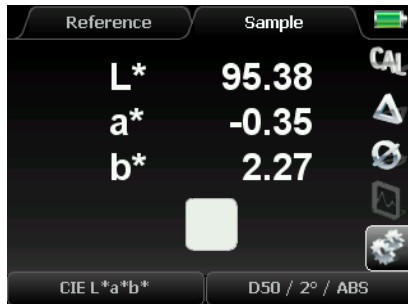 Reference Sample
CAL
L* 95.38
a* -0.35
b* 2.27
CIE L*a*b* D50 / 2° / ABS